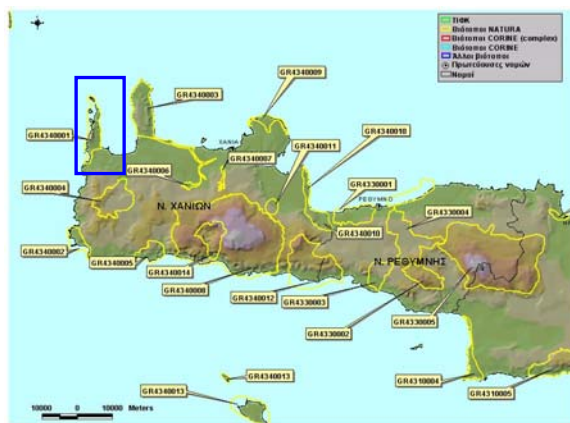 ΤΙΦΚ
Βιότοποι NATURA
Βιότοποι CORINE (complex)
Βιότοποι CORINE
Άλλοι βιότοποι
Πρωτεύουσες νομών
Νομοί
GR4340009
GR4340003
GR4340001
ΧΑΝΙΑ
GR4340011
GR4340010
GR4340007
GR4340006
GR4330001
GR4340004
ΡΕΘΥΜΝΟ
GR4330004
Ν. ΧΑΝΙΩΝ
GR4340010
GR4340002
GR4340005
Ν. ΡΕΘΥΜΝΗΣ
GR4340014
GR4340008
GR4340012
GR4330003
GR4330005
GR4330002
GR4340013
GR4310004
GR4310005
GR4340013
10000 0 10000 Meters